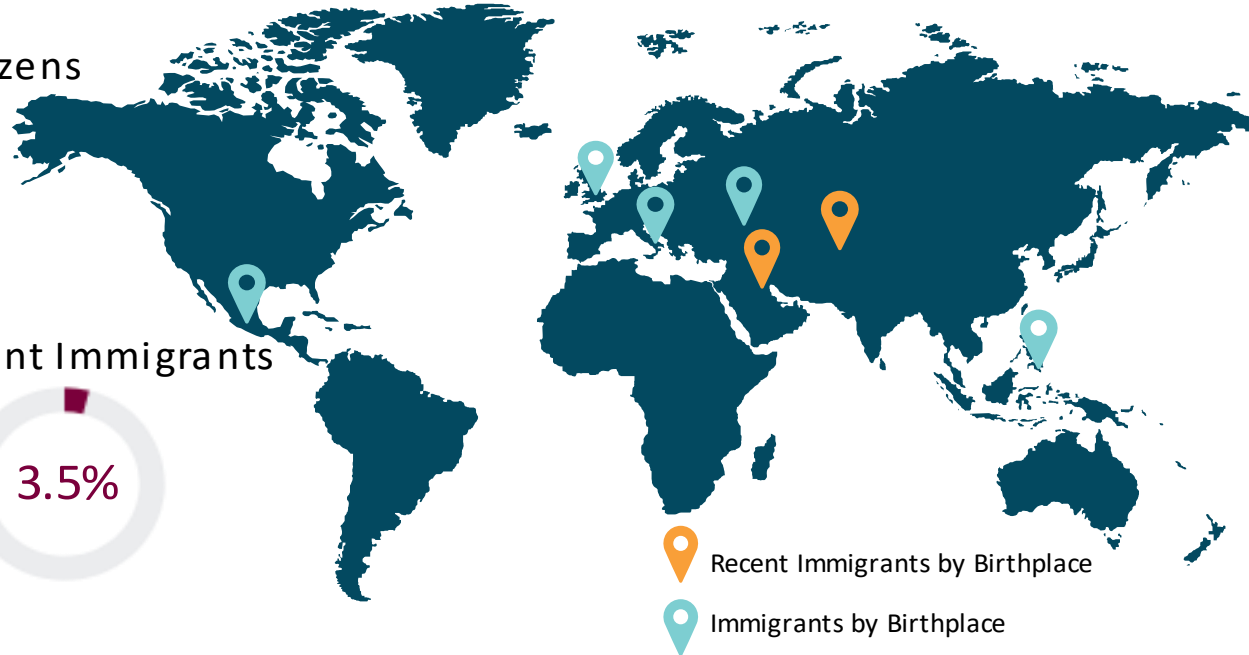 zens
nt Immigrants
3.5%
Recent Immigrants by Birthplace
Immigrants by Birthplace